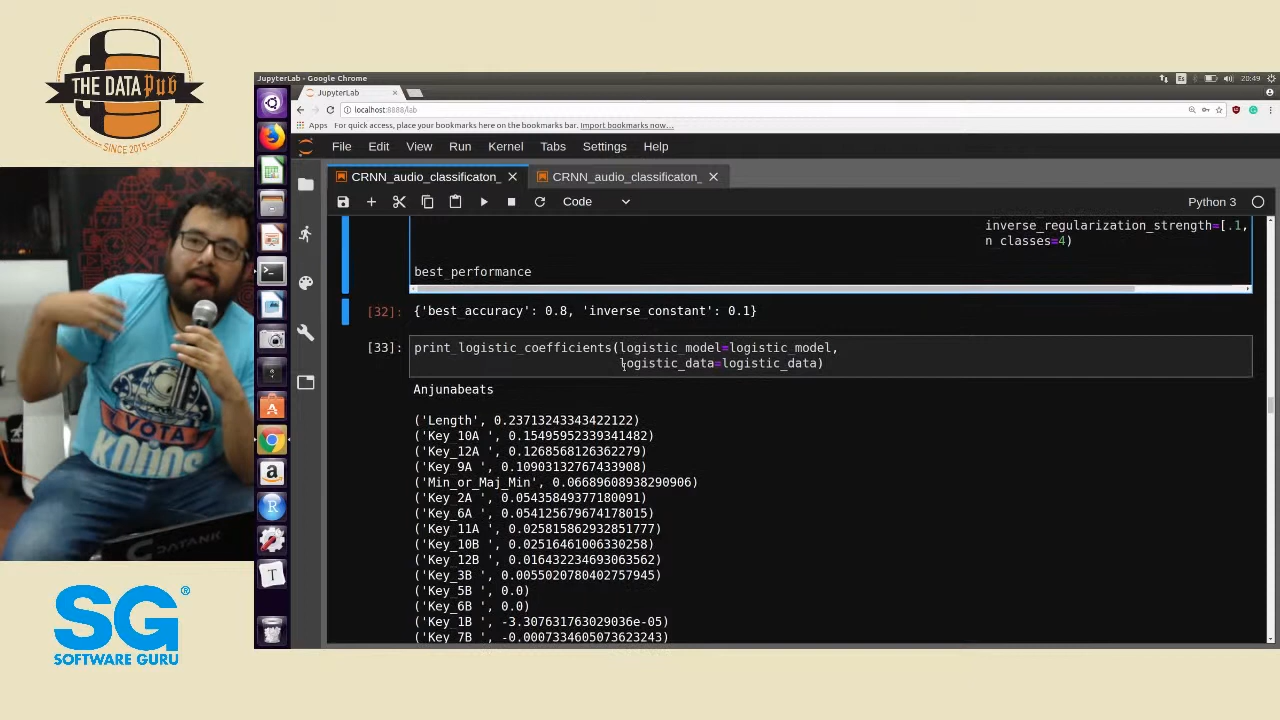 THE DATA Pub
SINCE 2015
JupyterLab - Google Chrome
Es
20:49
JupyterLab
localhost:8888/lab
Apps For quick access, place your bookmarks here on the bookmarks bar. Import bookmarks now...
File Edit View Run Kernel Tabs Settings Help
CRNN_audio_classificaton_
CRNN_audio_classificaton_
Code
Python 3
inverse_regularization_strength=[.1,
n_classes=4)
best_performance
[32]: {'best_accuracy': 0.8, 'inverse_constant': 0.1}
[33]: print_logistic_coefficients(logistic_model=logistic_model,
logistic_data=logistic_data)
Anjunabeats
('Length', 0.23713243343422122)
('Key_10A ', 0.15495952339341482)
('Key_12A ', 0.1268568126362279)
('Key_9A ', 0.10903132767433908)
('Min_or_Maj_Min', 0.06689608938290906)
('Key_2A ', 0.05435849377180091)
('Key_6A ', 0.054125679674178015)
('Key_11A ', 0.025815862932851777)
('Key_10B ', 0.02516461006330258)
('Key_12B ', 0.016432234693063562)
('Key_3B ', 0.0055020780402757945)
('Key_5B ', 0.0)
('Key_6B ', 0.0)
('Key_1B ', -3.307631763029036e-05)
('Key_7B ', -0.0007334605073623243)
VOTA
DATANK
SG®
SOFTWARE GURU